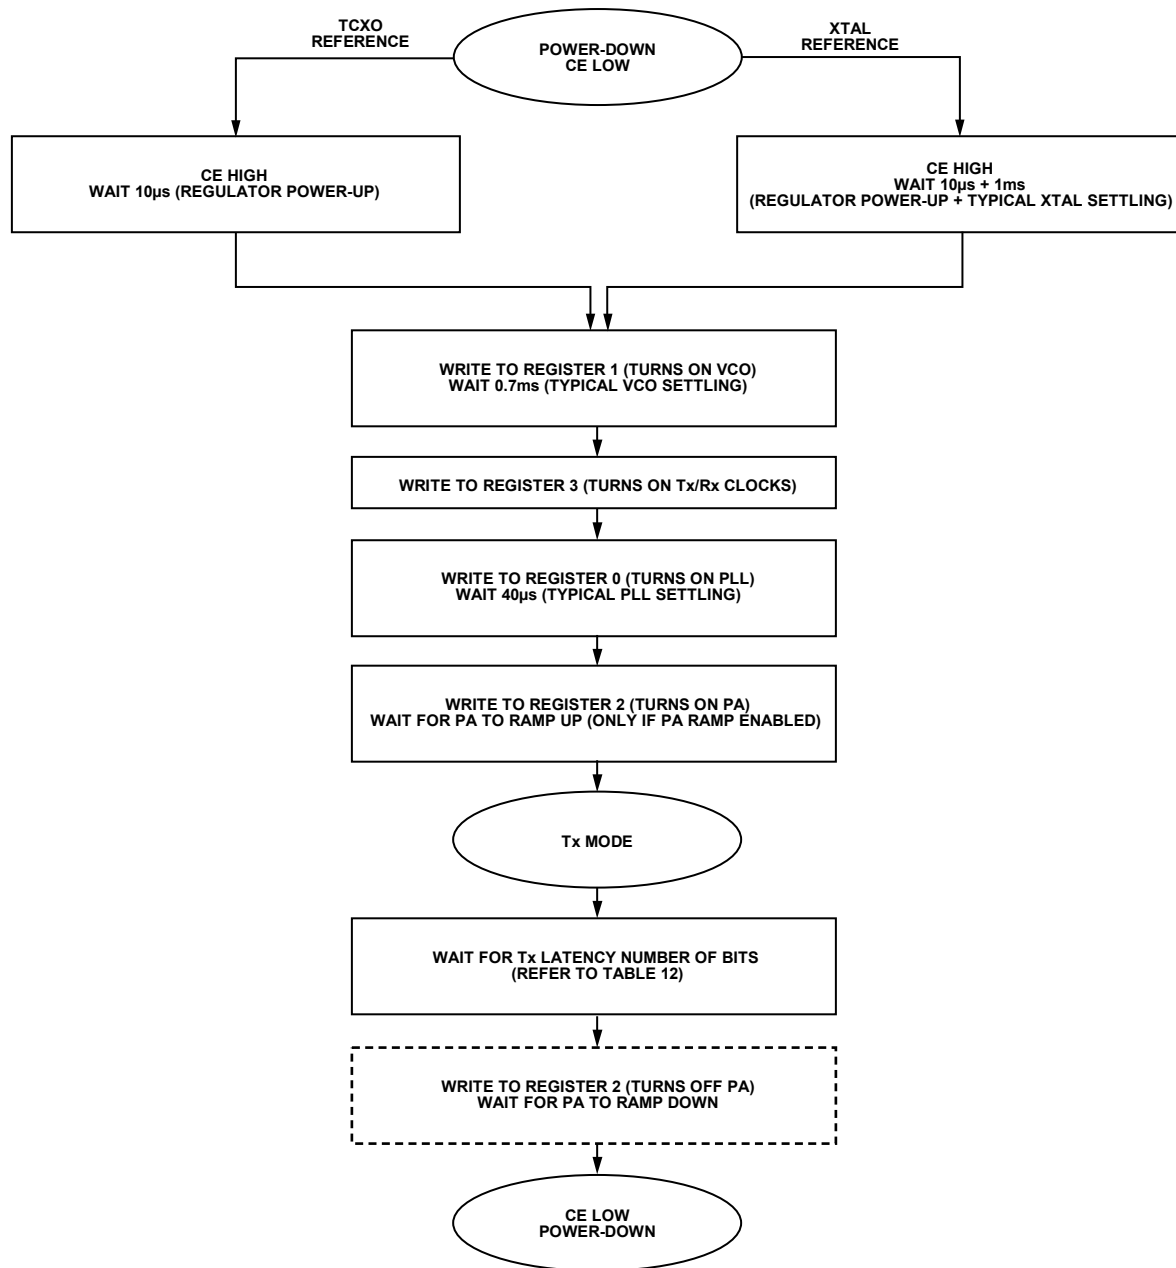 TCXO
REFERENCE
POWER-DOWN
CE LOW
XTAL
REFERENCE
CE HIGH
WAIT 10µs (REGULATOR POWER-UP)
CE HIGH
WAIT 10µs + 1ms
(REGULATOR POWER-UP + TYPICAL XTAL SETTLING)
WRITE TO REGISTER 1 (TURNS ON VCO)
WAIT 0.7ms (TYPICAL VCO SETTLING)
WRITE TO REGISTER 3 (TURNS ON Tx/Rx CLOCKS)
WRITE TO REGISTER 0 (TURNS ON PLL)
WAIT 40µs (TYPICAL PLL SETTLING)
WRITE TO REGISTER 2 (TURNS ON PA)
WAIT FOR PA TO RAMP UP (ONLY IF PA RAMP ENABLED)
Tx MODE
WAIT FOR Tx LATENCY NUMBER OF BITS
(REFER TO TABLE 12)
WRITE TO REGISTER 2 (TURNS OFF PA)
WAIT FOR PA TO RAMP DOWN
CE LOW
POWER-DOWN